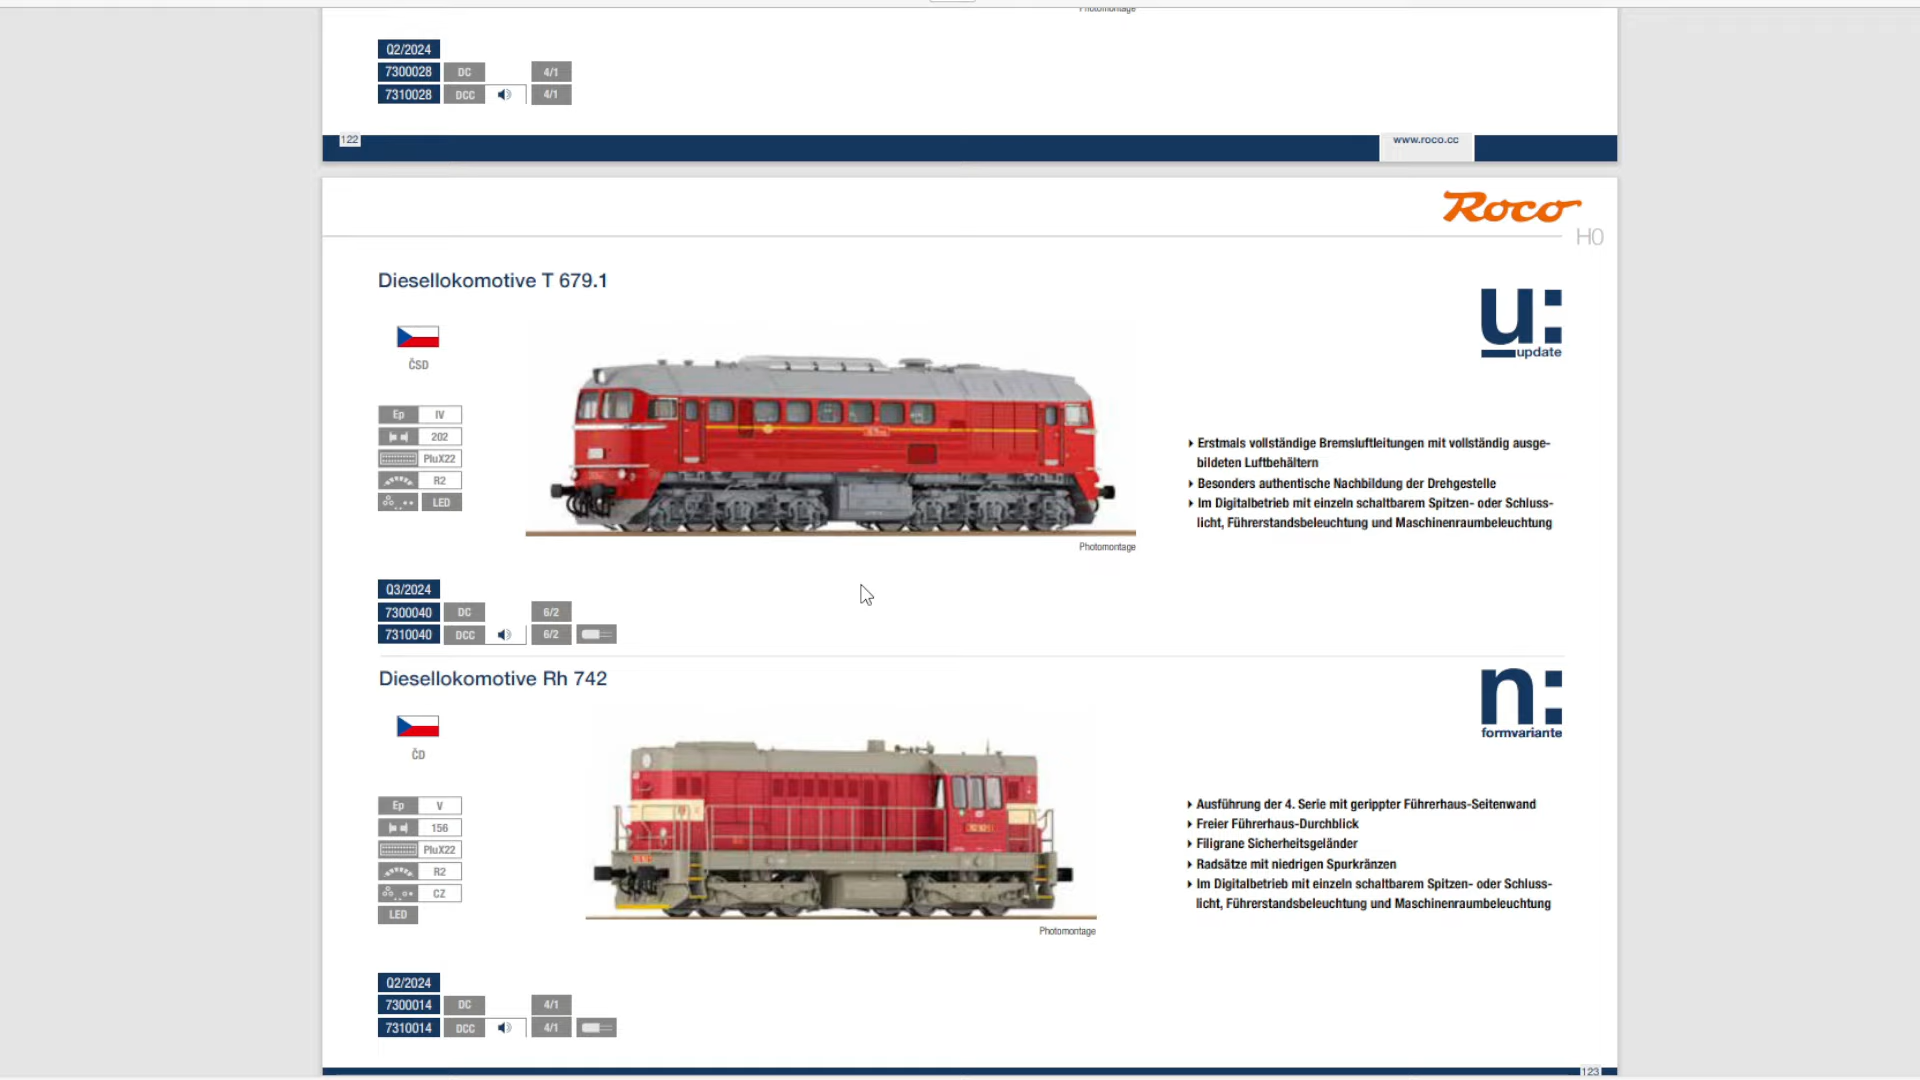 Photomontage
Q2/2024
7300028 DC 4/1
7310028 DCC 4/1
122
www.roco.cc
Roco
H0
Diesellokomotive T 679.1
u:
update
ČSD
Ep IV
202
PluX22
R2
LED
Erstmals vollständige Bremsluftleitungen mit vollständig ausge-
bildeten Luftbehältern
Besonders authentische Nachbildung der Drehgestelle
Im Digitalbetrieb mit einzeln schaltbarem Spitzen- oder Schluss-
licht, Führerstandsbeleuchtung und Maschinenraumbeleuchtung
Photomontage
Q3/2024
7300040 DC 6/2
7310040 DCC 6/2
Diesellokomotive Rh 742
n:
formvariante
ČD
Ep V
156
PluX22
R2
CZ
LED
Ausführung der 4. Serie mit gerippter Führerhaus-Seitenwand
Freier Führerhaus-Durchblick
Filigrane Sicherheitsgeländer
Radsätze mit niedrigen Spurkränzen
Im Digitalbetrieb mit einzeln schaltbarem Spitzen- oder Schluss-
licht, Führerstandsbeleuchtung und Maschinenraumbeleuchtung
Photomontage
Q2/2024
7300014 DC 4/1
7310014 DCC 4/1
123